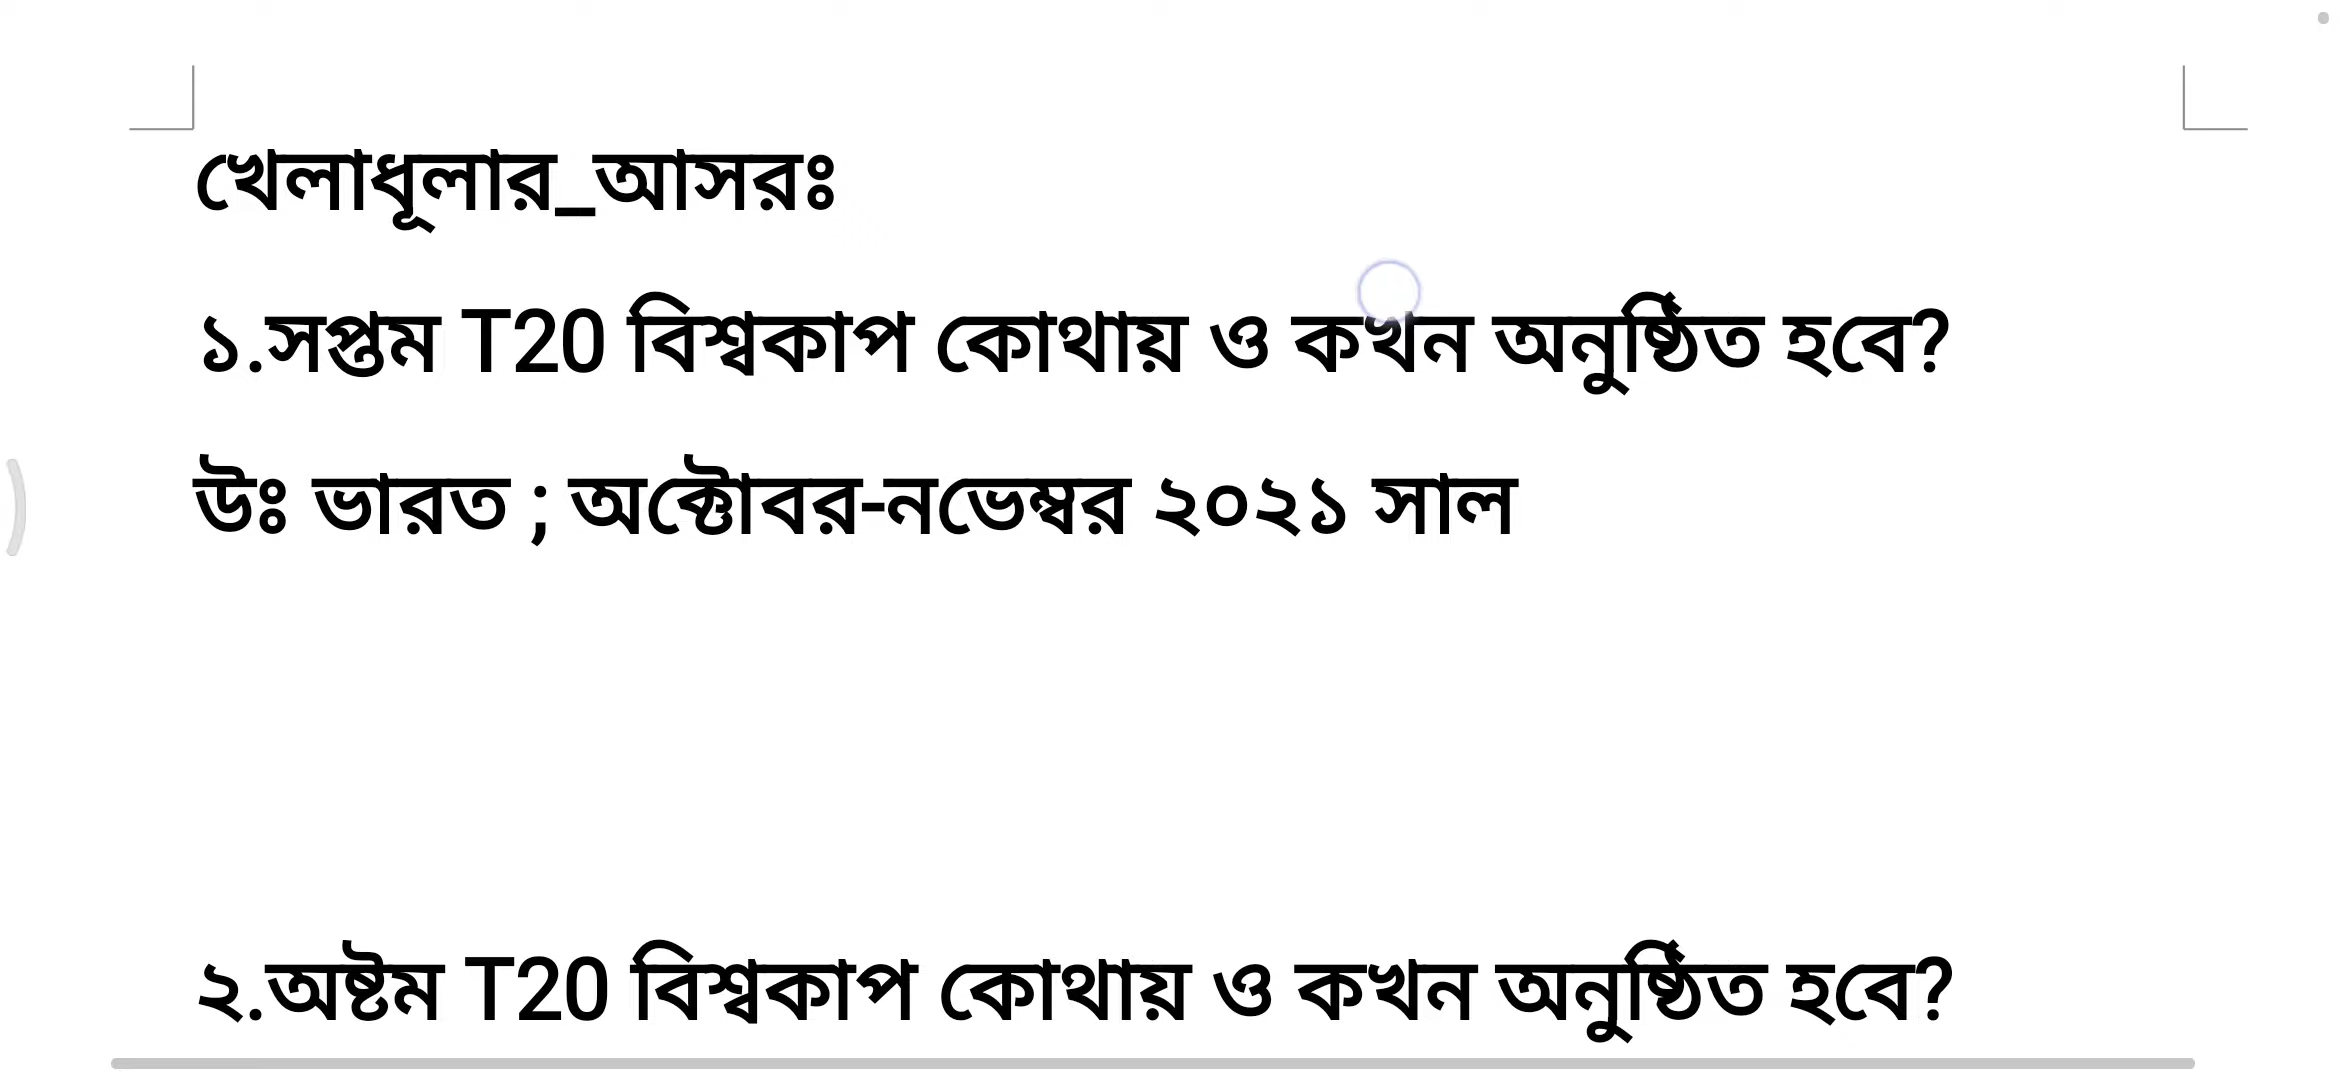 খেলাধূলার_আসরঃ
১.সপ্তম T20 বিশ্বকাপ কোথায় ও কখন অনুষ্ঠিত হবে?
উঃ ভারত ; অক্টোবর-নভেম্বর ২০২১ সাল
২.অষ্টম T20 বিশ্বকাপ কোথায় ও কখন অনুষ্ঠিত হবে?